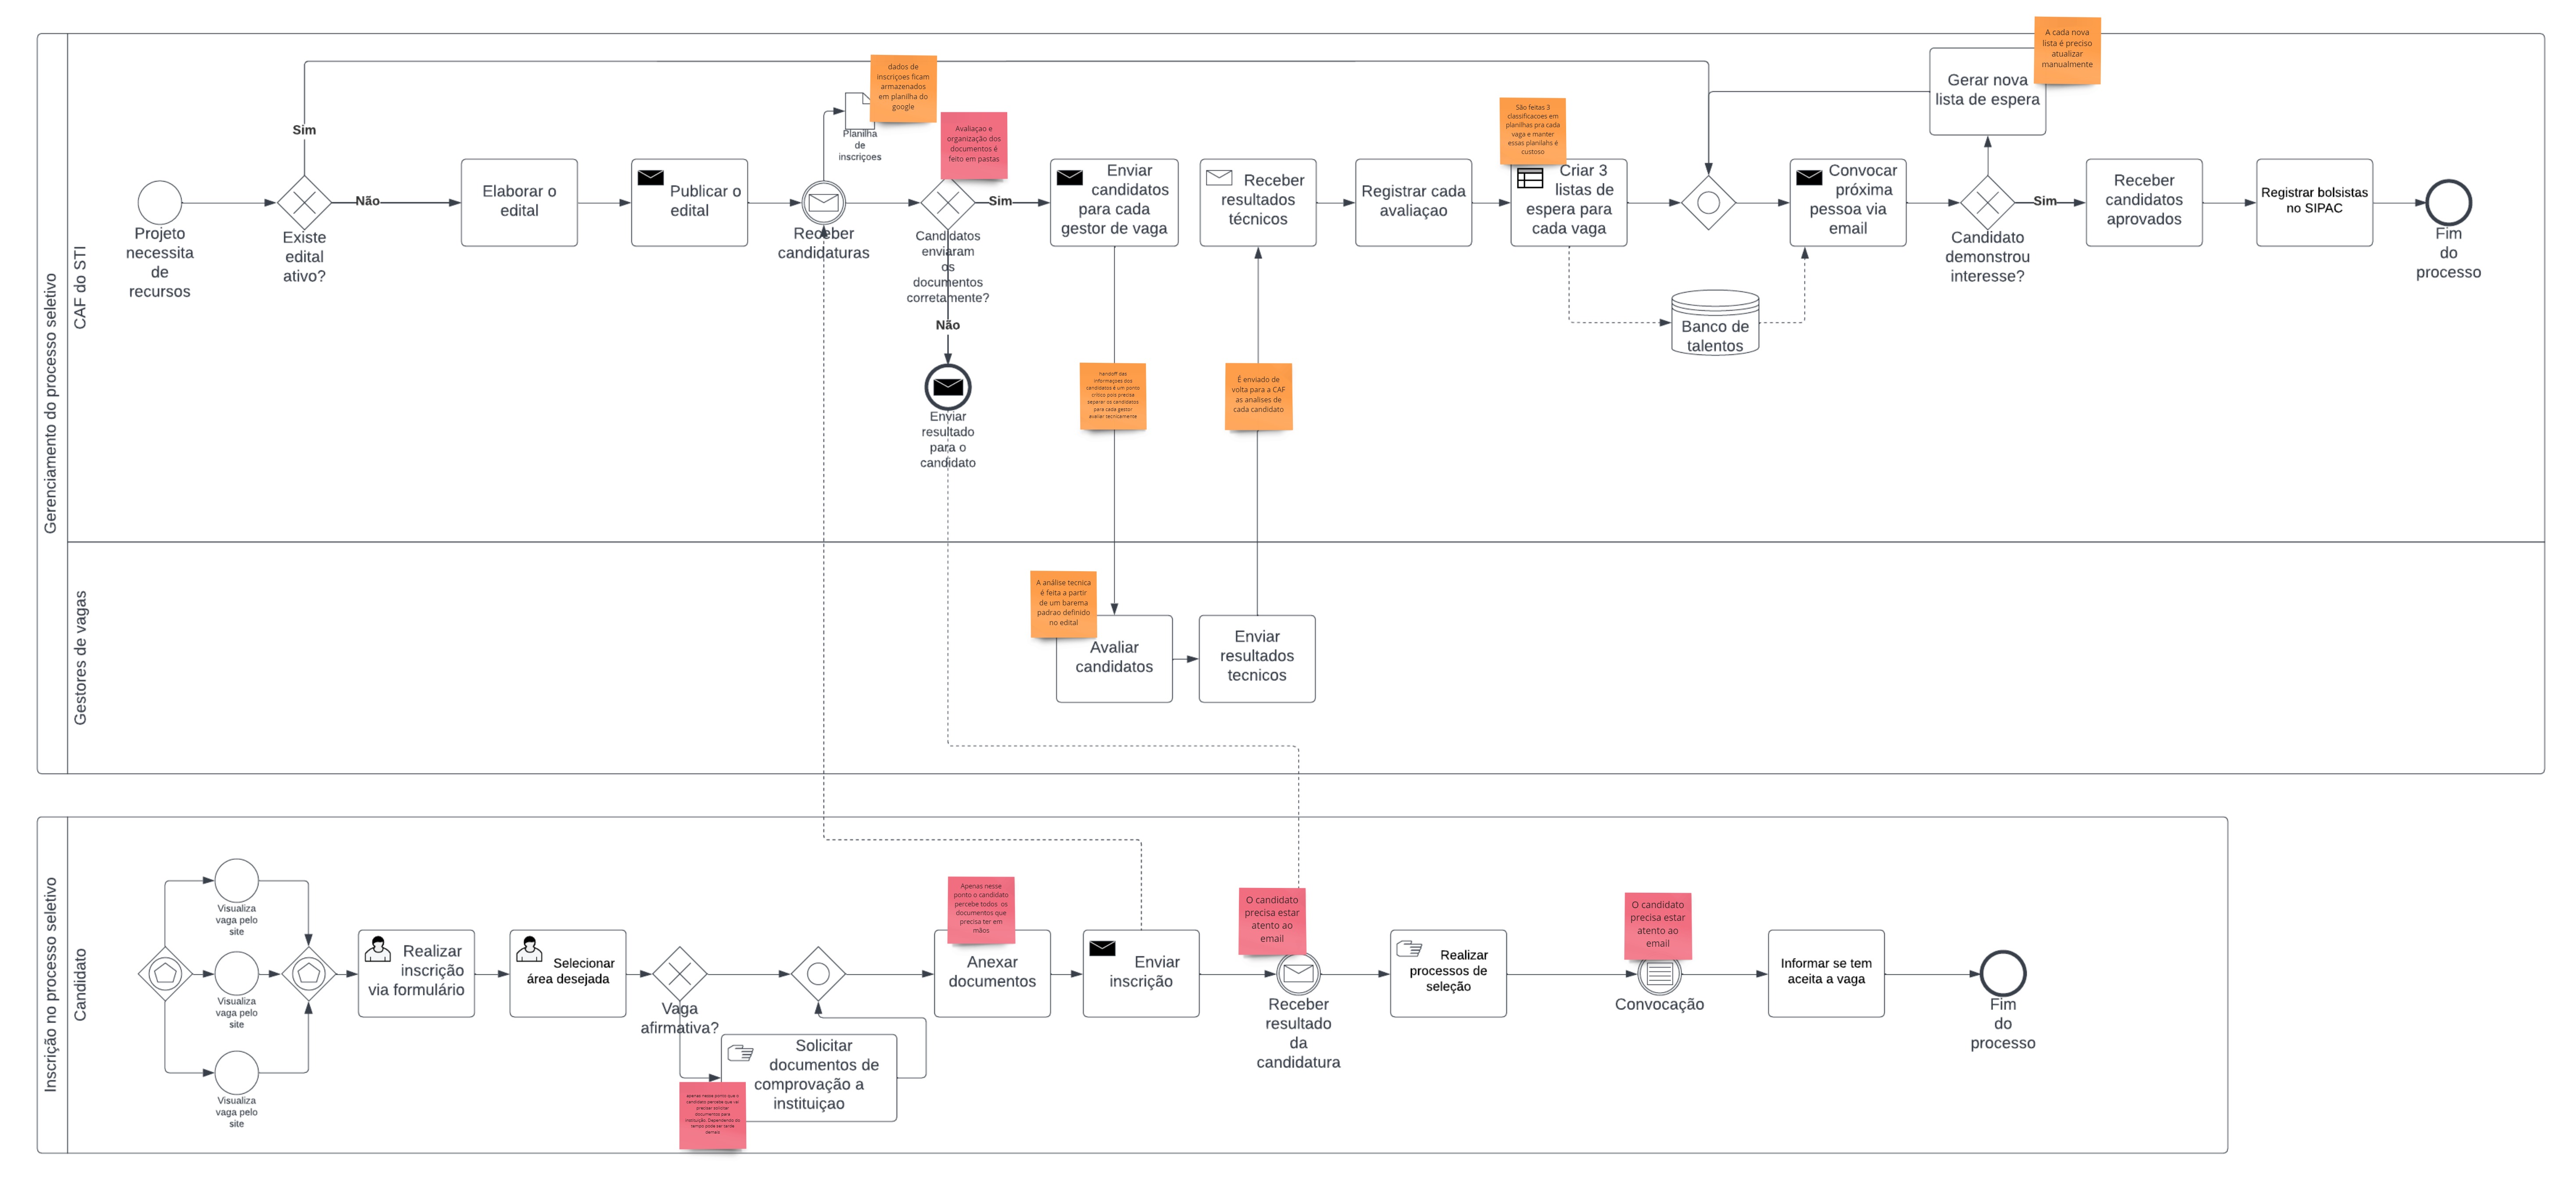 Gerenciamento do processo seletivo
CAF do STI
Gestores de vagas
Projeto
necessita
de
recursos
Sim
Existe
edital
ativo?
Não
Elaborar o
edital
Publicar o
edital
Receber
candidaturas
Planilha
de
inscriçoes
dados de
inscriçoes ficam
armazenados
em planilha do
google
Avaliaçao e
organização dos
documentos é
feito em pastas
Candidatos
enviaram
os
documentos
corretamente?
Sim
Não
Enviar
resultado
para o
candidato
Enviar
candidatos
para cada
gestor de vaga
handoff das
informações dos
candidatos é um ponto
crítico pois precisa
separar os candidatos
para cada gestor
avaliar tecnicamente
Receber
resultados
técnicos
É enviado de
volta para a CAF
as analises de
cada candidato
Registrar cada
avaliaçao
São feitas 3
classificacoes em
planilhas pra cada
vaga e manter
essas planilahs é
custoso
Criar 3
listas de
espera para
cada vaga
Banco de
talentos
Convocar
próxima
pessoa via
email
Gerar nova
lista de espera
A cada nova
lista é preciso
atualizar
manualmente
Candidato
demonstrou
interesse?
Sim
Receber
candidatos
aprovados
Registrar bolsistas
no SIPAC
Fim
do
processo
A análise tecnica
é feita a partir
de um barema
padrao definido
no edital
Avaliar
candidatos
Enviar
resultados
tecnicos
Inscrição no processo seletivo
Candidato
Visualiza
vaga pelo
site
Visualiza
vaga pelo
site
Visualiza
vaga pelo
site
Realizar
inscrição
via formulário
Selecionar
área desejada
Vaga
afirmativa?
Solicitar
documentos de
comprovação a
instituiçao
apenas nesse ponto que o
candidato percebe que vai
precisar solicitar
documentos para
instituição. Dependendo do
tempo pode ser tarde
demais
Apenas nesse
ponto o candidato
percebe todos os
documentos que
precisa ter em
mãos
Anexar
documentos
Enviar
inscrição
O candidato
precisa estar
atento ao
email
Receber
resultado
da
candidatura
Realizar
processos de
seleção
O candidato
precisa estar
atento ao
email
Convocação
Informar se tem
aceita a vaga
Fim
do
processo